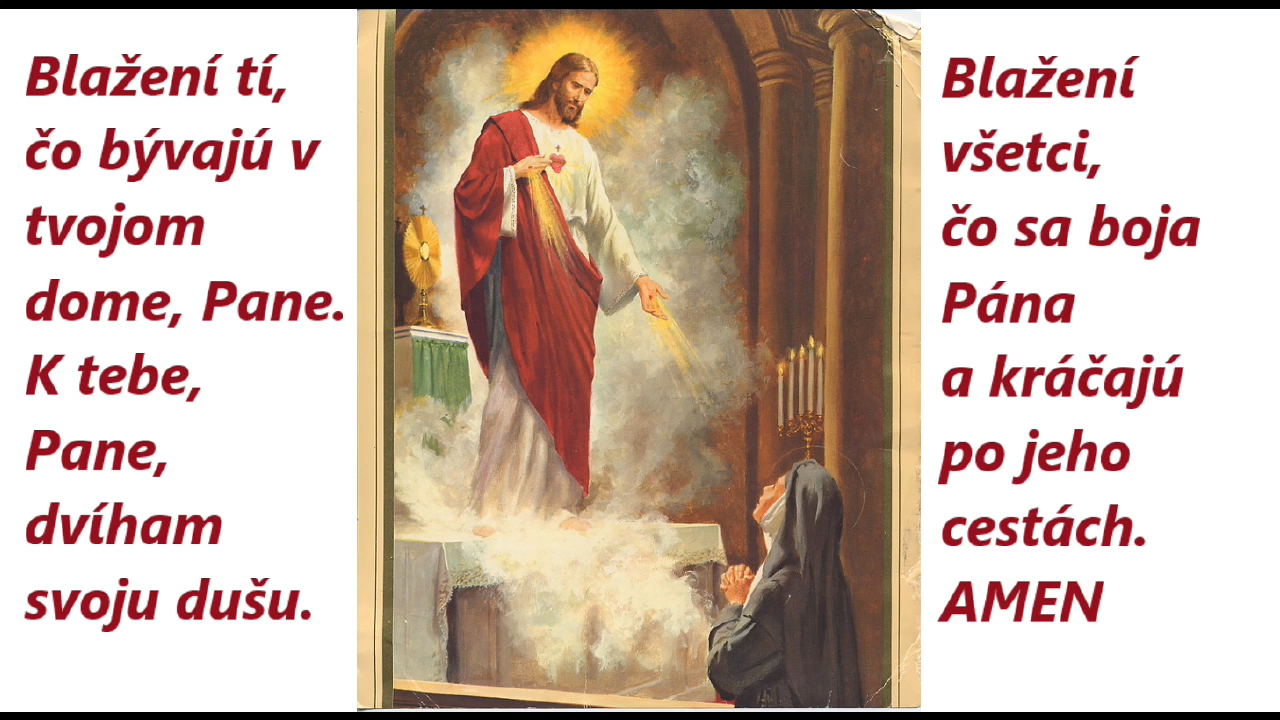 Blažení tí,
čo bývajú v
tvojom
dome, Pane.
K tebe,
Pane,
dvíham
svoju dušu.
Blažení
všetci,
čo sa boja
Pána
a kráčajú
po jeho
cestách.
AMEN